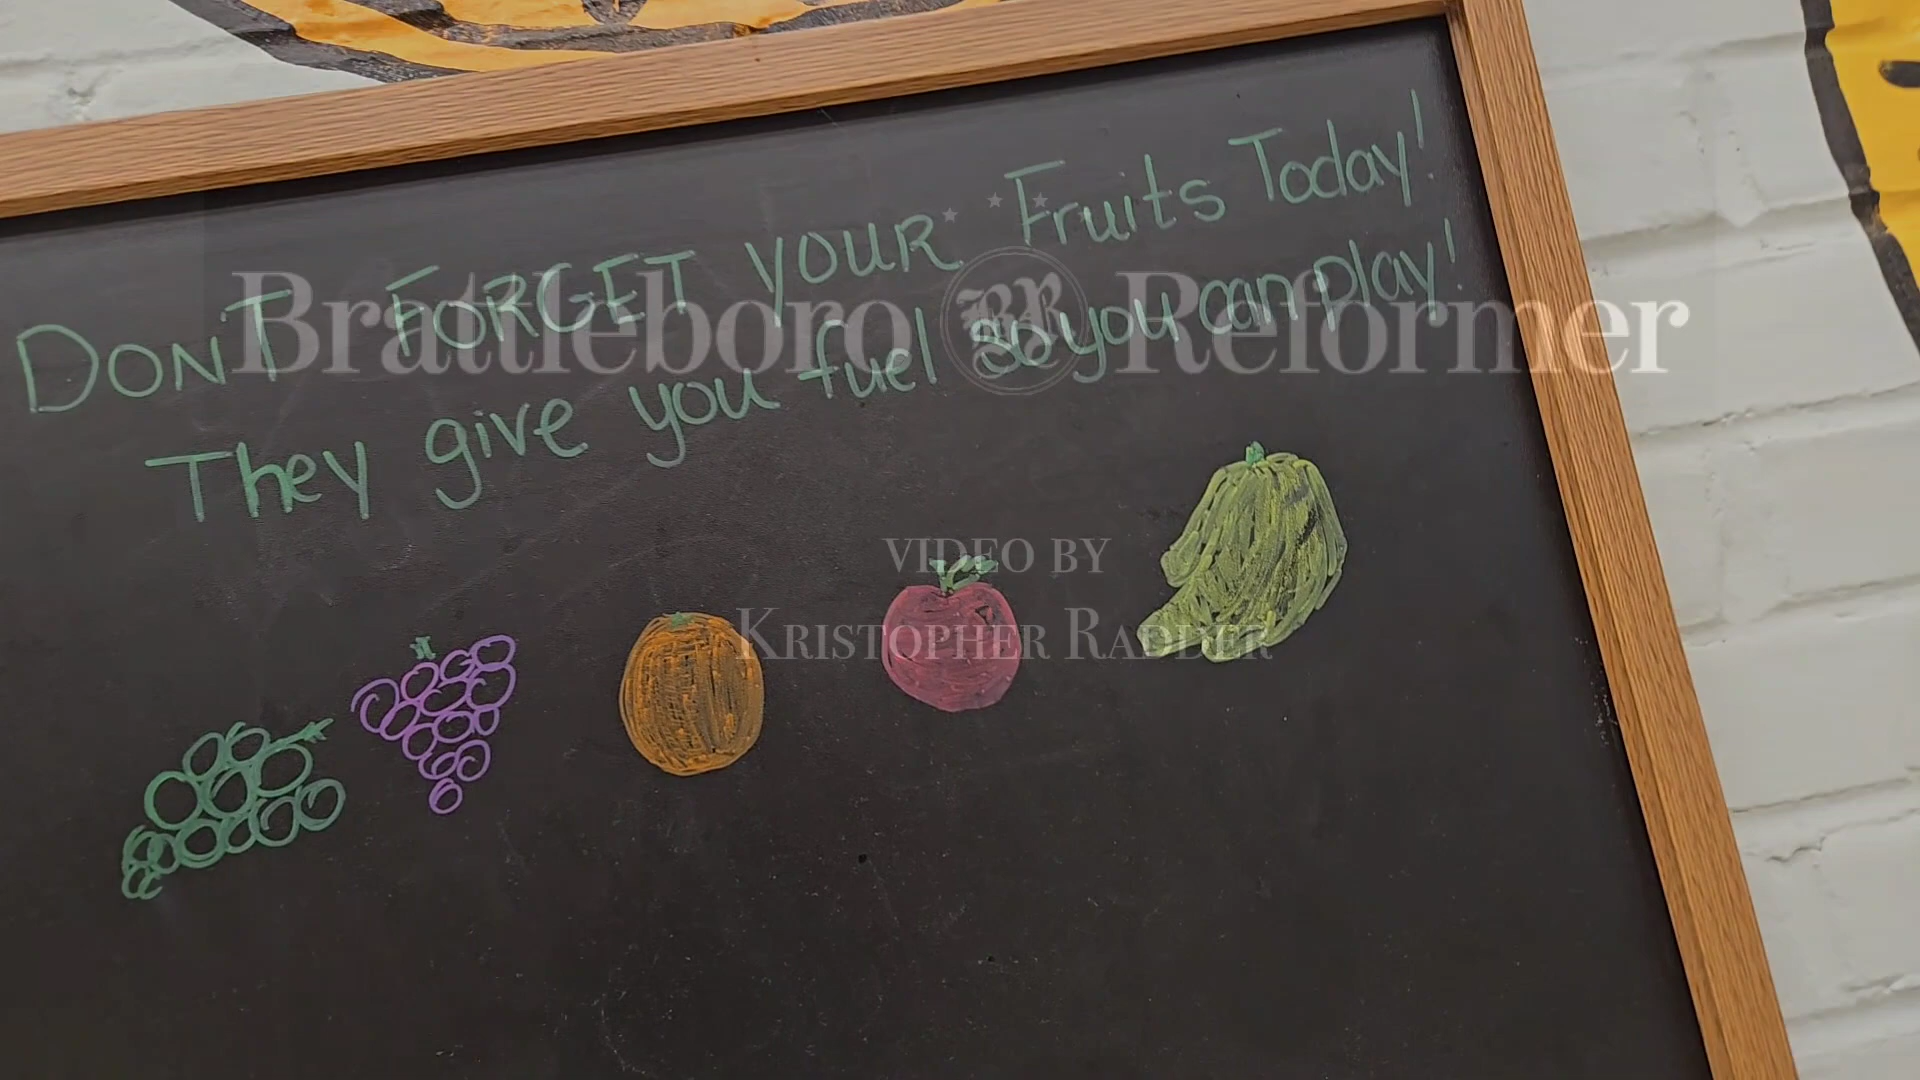 DON'T FORGET YOUR Fruits Today!
They give you fuel so you can play!
Brattleboro BR Reformer
VIDEO BY
KRISTOPHER RADDER